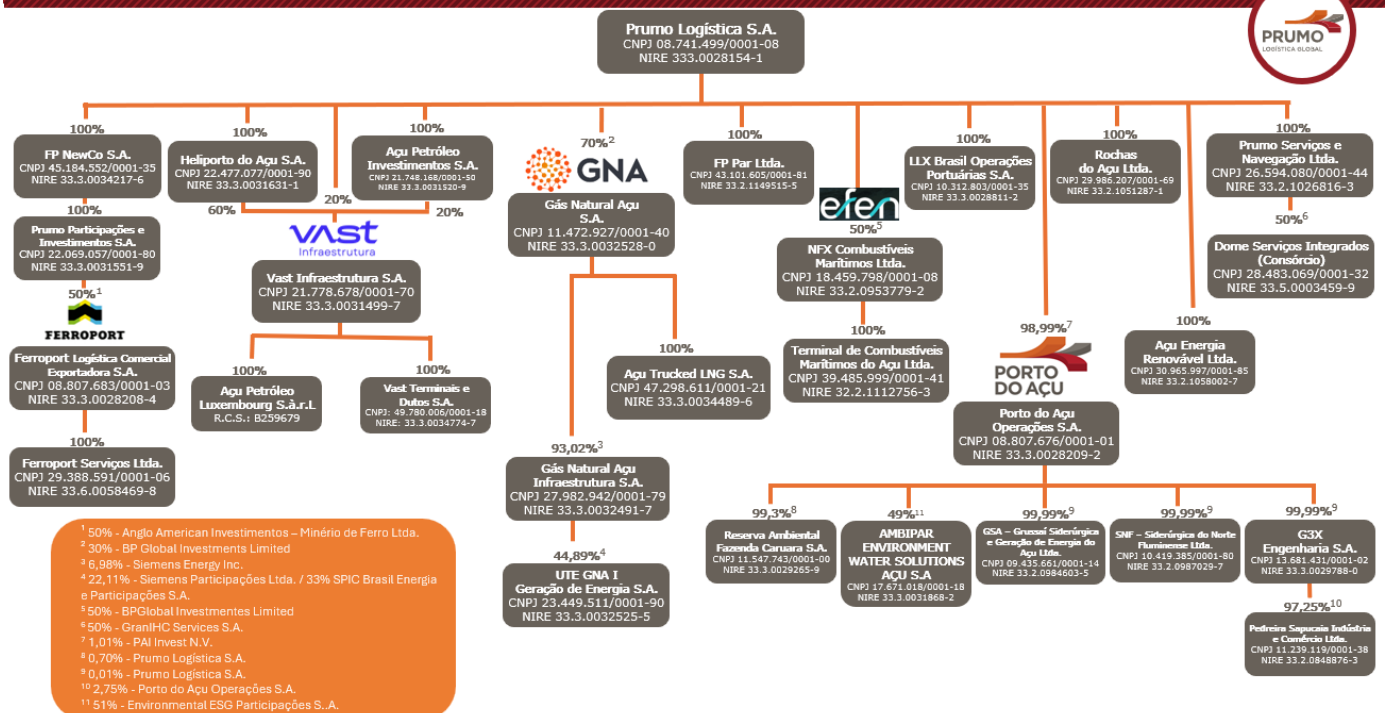 Prumo Logística S.A.
CNPJ 08.741.499/0001-08
NIRE 333.0028154-1
PRUMO
LOGÍSTICA GLOBAL
100%
FP NewCo S.A.
CNPJ 45.184.552/0001-35
NIRE 33.3.0034217-6
100%
Prumo Participações e
Investimentos S.A.
CNPJ 22.069.057/0001-80
NIRE 33.3.0031551-9
50%¹
FERROPORT
Ferroport Logística Comercial
Exportadora S.A.
CNPJ 08.807.683/0001-03
NIRE 33.3.0028208-4
100%
Ferroport Serviços Ltda.
CNPJ 29.388.591/0001-06
NIRE 33.6.0058469-8
100%
Heliporto do Açu S.A.
CNPJ 22.477.077/0001-90
NIRE 33.3.0031631-1
60%
20%
100%
Açu Petróleo
Investimentos S.A.
CNPJ 21.748.168/0001-50
NIRE 33.3.0031520-9
20%
vast
Infraestrutura
Vast Infraestrutura S.A.
CNPJ 21.778.678/0001-70
NIRE 33.3.0031499-7
100%
Açu Petróleo
Luxembourg S.à.r.L
R.C.S.: B259679
100%
Vast Terminais e
Dutos S.A.
CNPJ: 49.780.006/0001-18
NIRE: 33.3.0034774-7
70%²
GNA
Gás Natural Açu
S.A.
CNPJ 11.472.927/0001-40
NIRE 33.3.0032528-0
100%
Açu Trucked LNG S.A.
CNPJ 47.298.611/0001-21
NIRE 33.3.0034489-6
93,02%³
Gás Natural Açu
Infraestrutura S.A.
CNPJ 27.982.942/0001-79
NIRE 33.3.0032491-7
44,89%⁴
UTE GNA I
Geração de Energia S.A.
CNPJ 23.449.511/0001-90
NIRE 33.3.0032525-5
100%
FP Par Ltda.
CNPJ 43.101.605/0001-81
NIRE 33.2.1149515-5
efen
50%⁵
NFX Combustíveis
Marítimos Ltda.
CNPJ 18.459.798/0001-08
NIRE 33.2.0953779-2
100%
Terminal de Combustíveis
Marítimos do Açu Ltda.
CNPJ 39.485.999/0001-41
NIRE 32.2.1112756-3
100%
LLX Brasil Operações
Portuárias S.A.
CNPJ 10.312.803/0001-35
NIRE 33.3.0028811-2
98,99%⁷
PORTO
DO AÇU
Porto do Açu
Operações S.A.
CNPJ 08.807.676/0001-01
NIRE 33.3.0028209-2
100%
Rochas
do Açu Ltda.
CNPJ 29.986.207/0001-69
NIRE 33.2.1051287-1
100%
Açu Energia
Renovável Ltda.
CNPJ 30.965.997/0001-85
NIRE 33.2.1058002-7
100%
Prumo Serviços e
Navegação Ltda.
CNPJ 26.594.080/0001-44
NIRE 33.2.1026816-3
50%⁶
Dome Serviços Integrados
(Consórcio)
CNPJ 28.483.069/0001-32
NIRE 33.5.0003459-9
99,3%⁸
Reserva Ambiental
Fazenda Caruara S.A.
CNPJ 11.547.743/0001-00
NIRE 33.3.0029265-9
49%¹¹
AMBIPAR
ENVIRONMENT
WATER SOLUTIONS
AÇU S.A
CNPJ 17.671.018/0001-18
NIRE 33.3.0031868-2
99,99%⁹
GSA – Grussaí Siderúrgica
e Geração de Energia do
Açu Ltda.
CNPJ 09.435.661/0001-14
NIRE 33.2.0984603-5
99,99%⁹
SNF – Siderúrgica do Norte
Fluminense Ltda.
CNPJ 10.419.385/0001-80
NIRE 33.2.0987029-7
99,99%⁹
G3X
Engenharia S.A.
CNPJ 13.681.431/0001-02
NIRE 33.3.0029788-0
97,25%¹⁰
Pedreira Sapucaia Indústria
e Comércio Ltda.
CNPJ 11.239.119/0001-38
NIRE 33.2.0848876-3
¹ 50% - Anglo American Investimentos – Minério de Ferro Ltda.
² 30% - BP Global Investments Limited
³ 6,98% - Siemens Energy Inc.
⁴ 22,11% - Siemens Participações Ltda. / 33% SPIC Brasil Energia
e Participações S.A.
⁵ 50% - BPGlobal Investmentes Limited
⁶ 50% - GranIHC Services S.A.
⁷ 1,01% - PAI Invest N.V.
⁸ 0,70% - Prumo Logística S.A.
⁹ 0,01% - Prumo Logística S.A.
¹⁰ 2,75% - Porto do Açu Operações S.A.
¹¹ 51% - Environmental ESG Participações S..A.